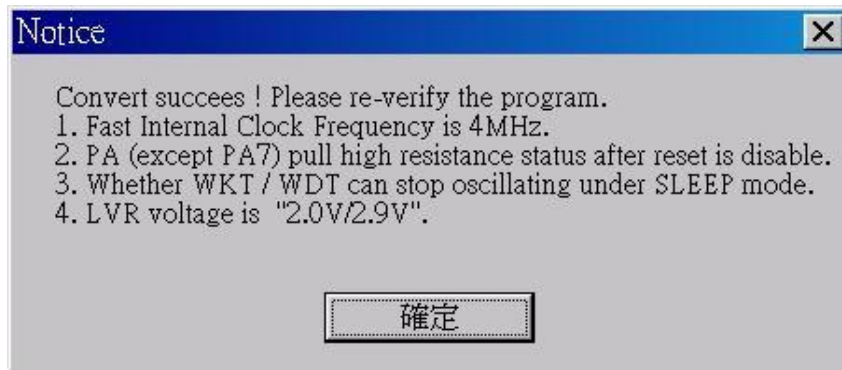 Notice
Convert succees ! Please re-verify the program.
1. Fast Internal Clock Frequency is 4MHz.
2. PA (except PA7) pull high resistance status after reset is disable.
3. Whether WKT / WDT can stop oscillating under SLEEP mode.
4. LVR voltage is "2.0V/2.9V".
確定